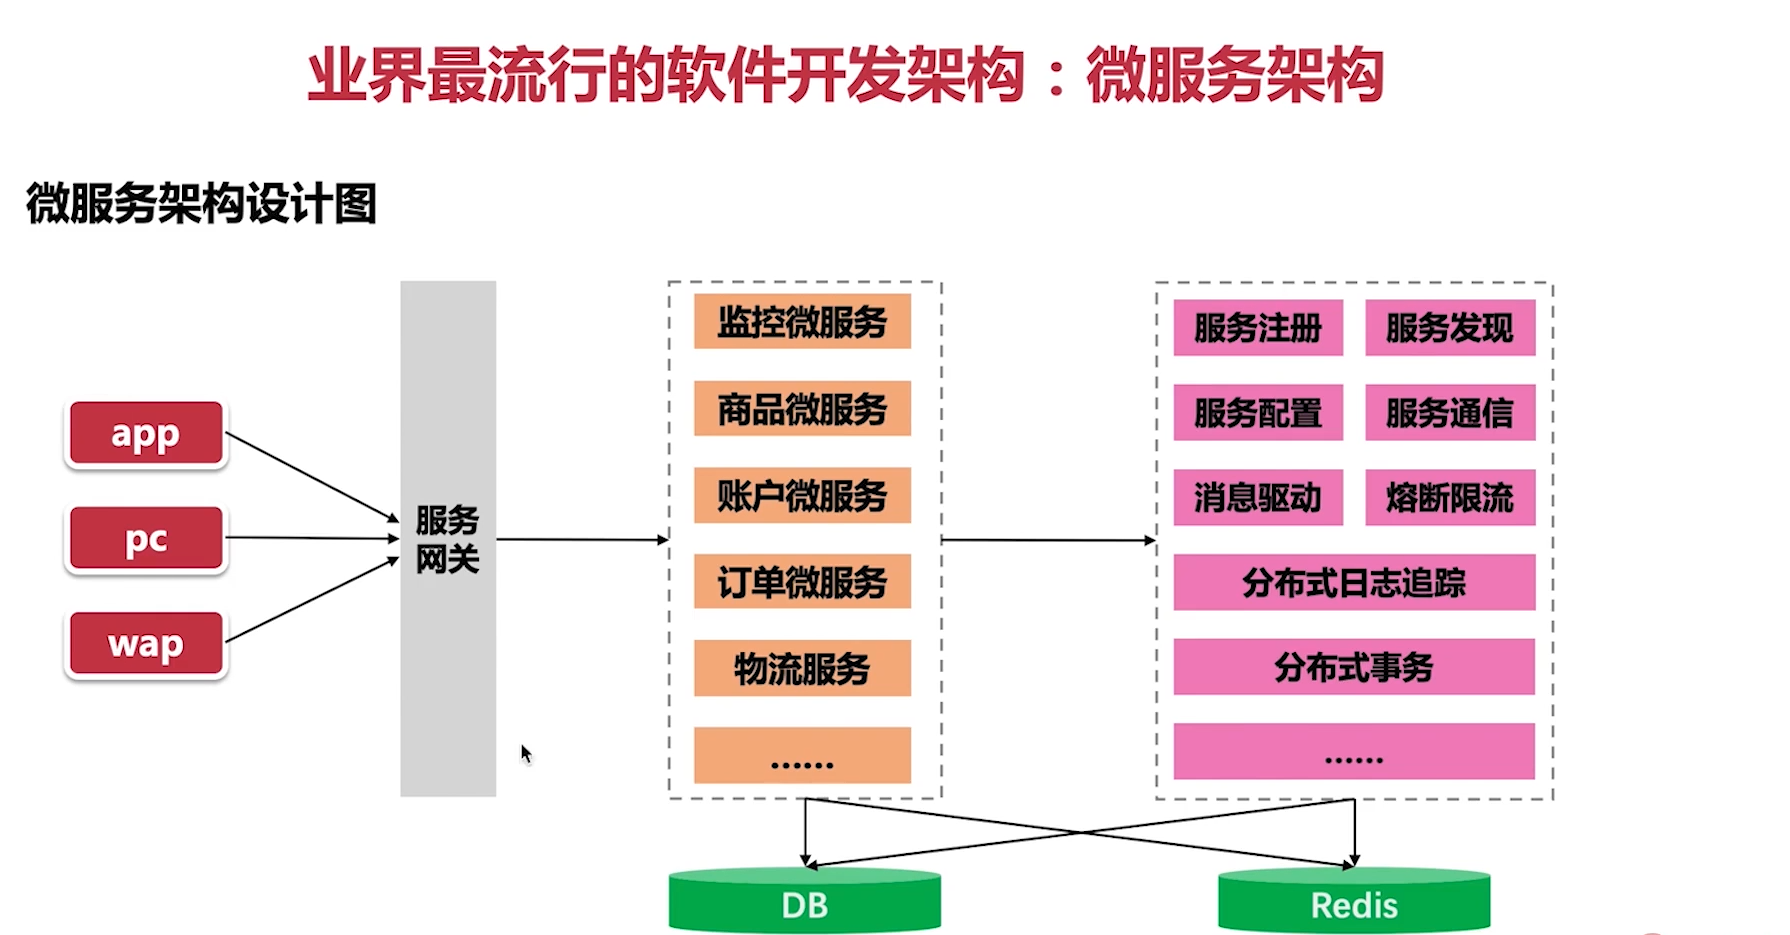 业界最流行的软件开发架构：微服务架构
微服务架构设计图
app
pc
wap
服务
网关
监控微服务
商品微服务
账户微服务
订单微服务
物流服务
……
服务注册
服务发现
服务配置
服务通信
消息驱动
熔断限流
分布式日志追踪
分布式事务
……
DB
Redis